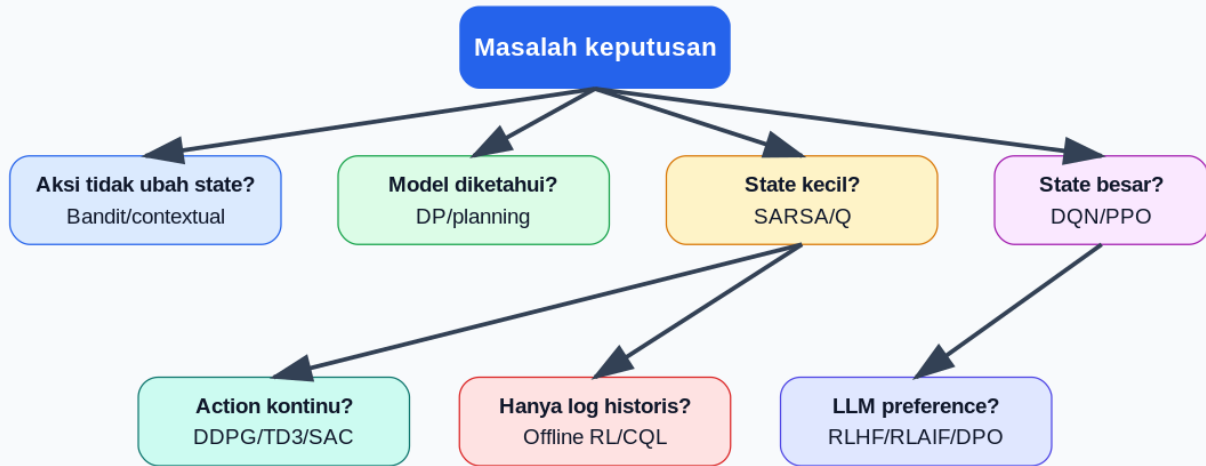 Masalah keputusan
Aksi tidak ubah state?
Bandit/contextual
Model diketahui?
DP/planning
State kecil?
SARSA/Q
State besar?
DQN/PPO
Action kontinu?
DDPG/TD3/SAC
Hanya log historis?
Offline RL/CQL
LLM preference?
RLHF/RLAIF/DPO